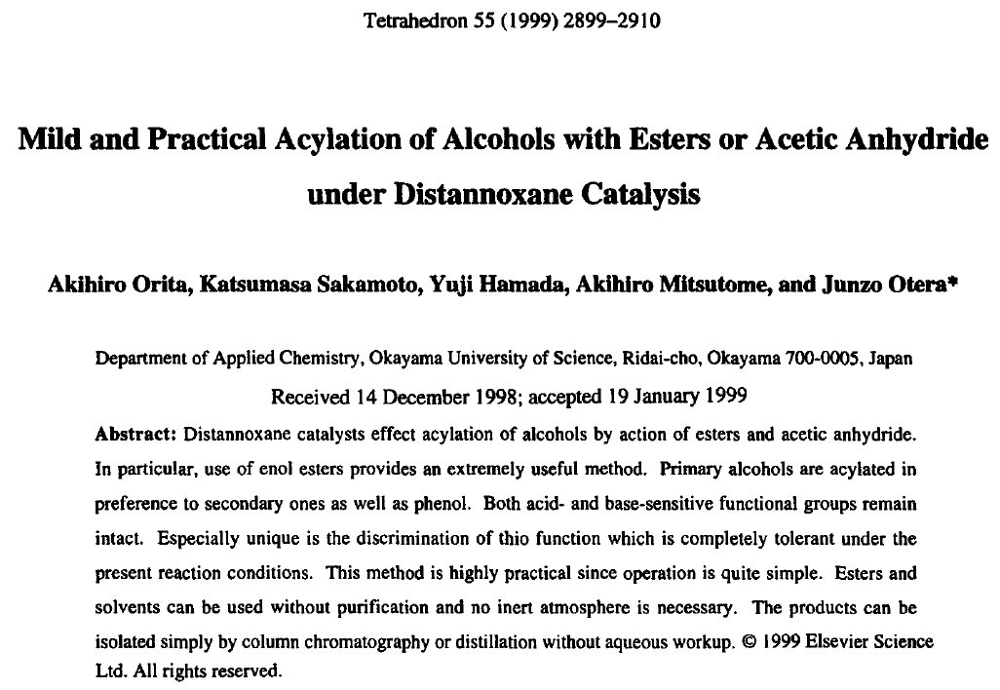 Tetrahedron 55 (1999) 2899–2910
Mild and Practical Acylation of Alcohols with Esters or Acetic Anhydride
under Distannoxane Catalysis
Akihiro Orita, Katsumasa Sakamoto, Yuji Hamada, Akihiro Mitsutome, and Junzo Otera*
Department of Applied Chemistry, Okayama University of Science, Ridai-cho, Okayama 700-0005, Japan
Received 14 December 1998; accepted 19 January 1999
Abstract: Distannoxane catalysts effect acylation of alcohols by action of esters and acetic anhydride.
In particular, use of enol esters provides an extremely useful method. Primary alcohols are acylated in
preference to secondary ones as well as phenol. Both acid- and base-sensitive functional groups remain
intact. Especially unique is the discrimination of thio function which is completely tolerant under the
present reaction conditions. This method is highly practical since operation is quite simple. Esters and
solvents can be used without purification and no inert atmosphere is necessary. The products can be
isolated simply by column chromatography or distillation without aqueous workup. © 1999 Elsevier Science
Ltd. All rights reserved.